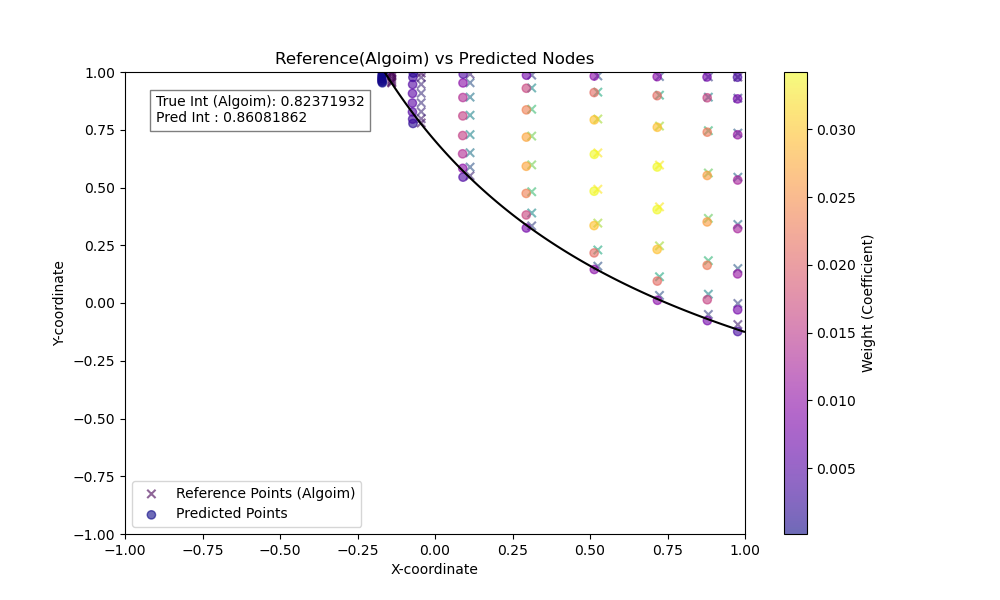 Reference(Algoim) vs Predicted Nodes
True Int (Algoim): 0.82371932
Pred Int : 0.86081862
1.00
0.75
0.50
0.25
0.00
−0.25
−0.50
−0.75
−1.00
Y-coordinate
Reference Points (Algoim)
Predicted Points
−1.00 −0.75 −0.50 −0.25 0.00 0.25 0.50 0.75 1.00
X-coordinate
0.030
0.025
0.020
0.015
0.010
0.005
Weight (Coefficient)